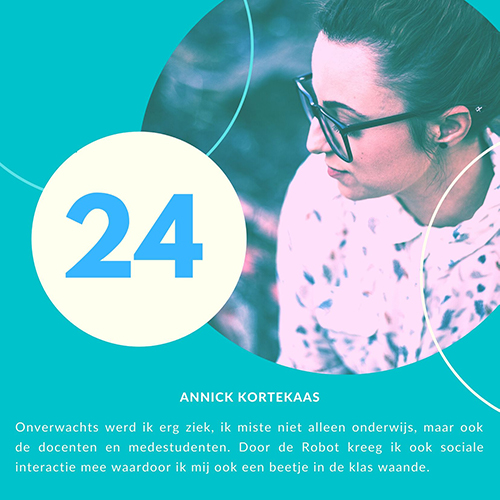 24
ANNICK KORTEKAAS
Onverwachts werd ik erg ziek, ik miste niet alleen onderwijs, maar ook
de docenten en medestudenten. Door de Robot kreeg ik ook sociale
interactie mee waardoor ik mij ook een beetje in de klas waande.